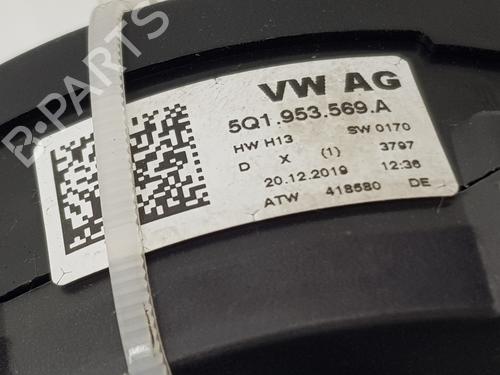 VW AG
5Q1.953.569.A
HW H13 SW 0170
D X (1) 3797
20.12.2019 12:36
ATW 418580 DE
B-PARTS